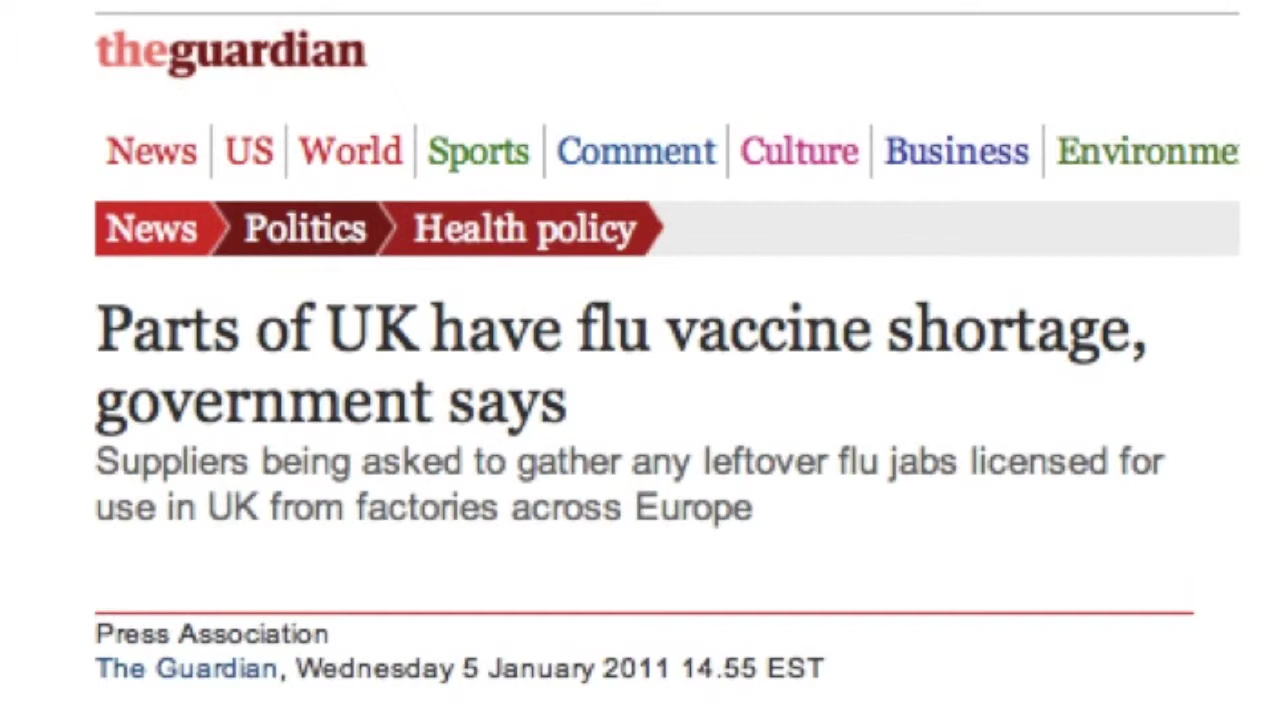 theguardian
News US World Sports Comment Culture Business Environme
News Politics Health policy
Parts of UK have flu vaccine shortage,
government says
Suppliers being asked to gather any leftover flu jabs licensed for
use in UK from factories across Europe
Press Association
The Guardian, Wednesday 5 January 2011 14.55 EST